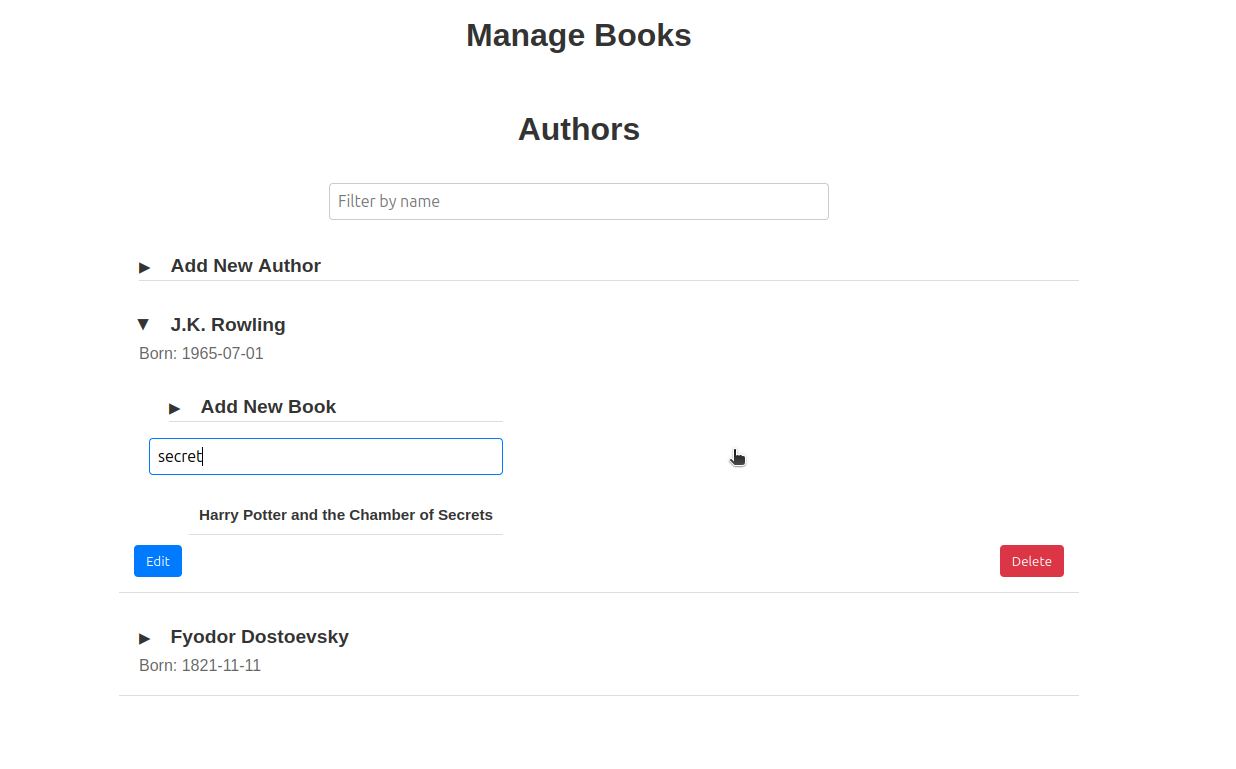 Manage Books
Authors
Filter by name
Add New Author
J.K. Rowling
Born: 1965-07-01
Add New Book
secret
Harry Potter and the Chamber of Secrets
Edit
Delete
Fyodor Dostoevsky
Born: 1821-11-11